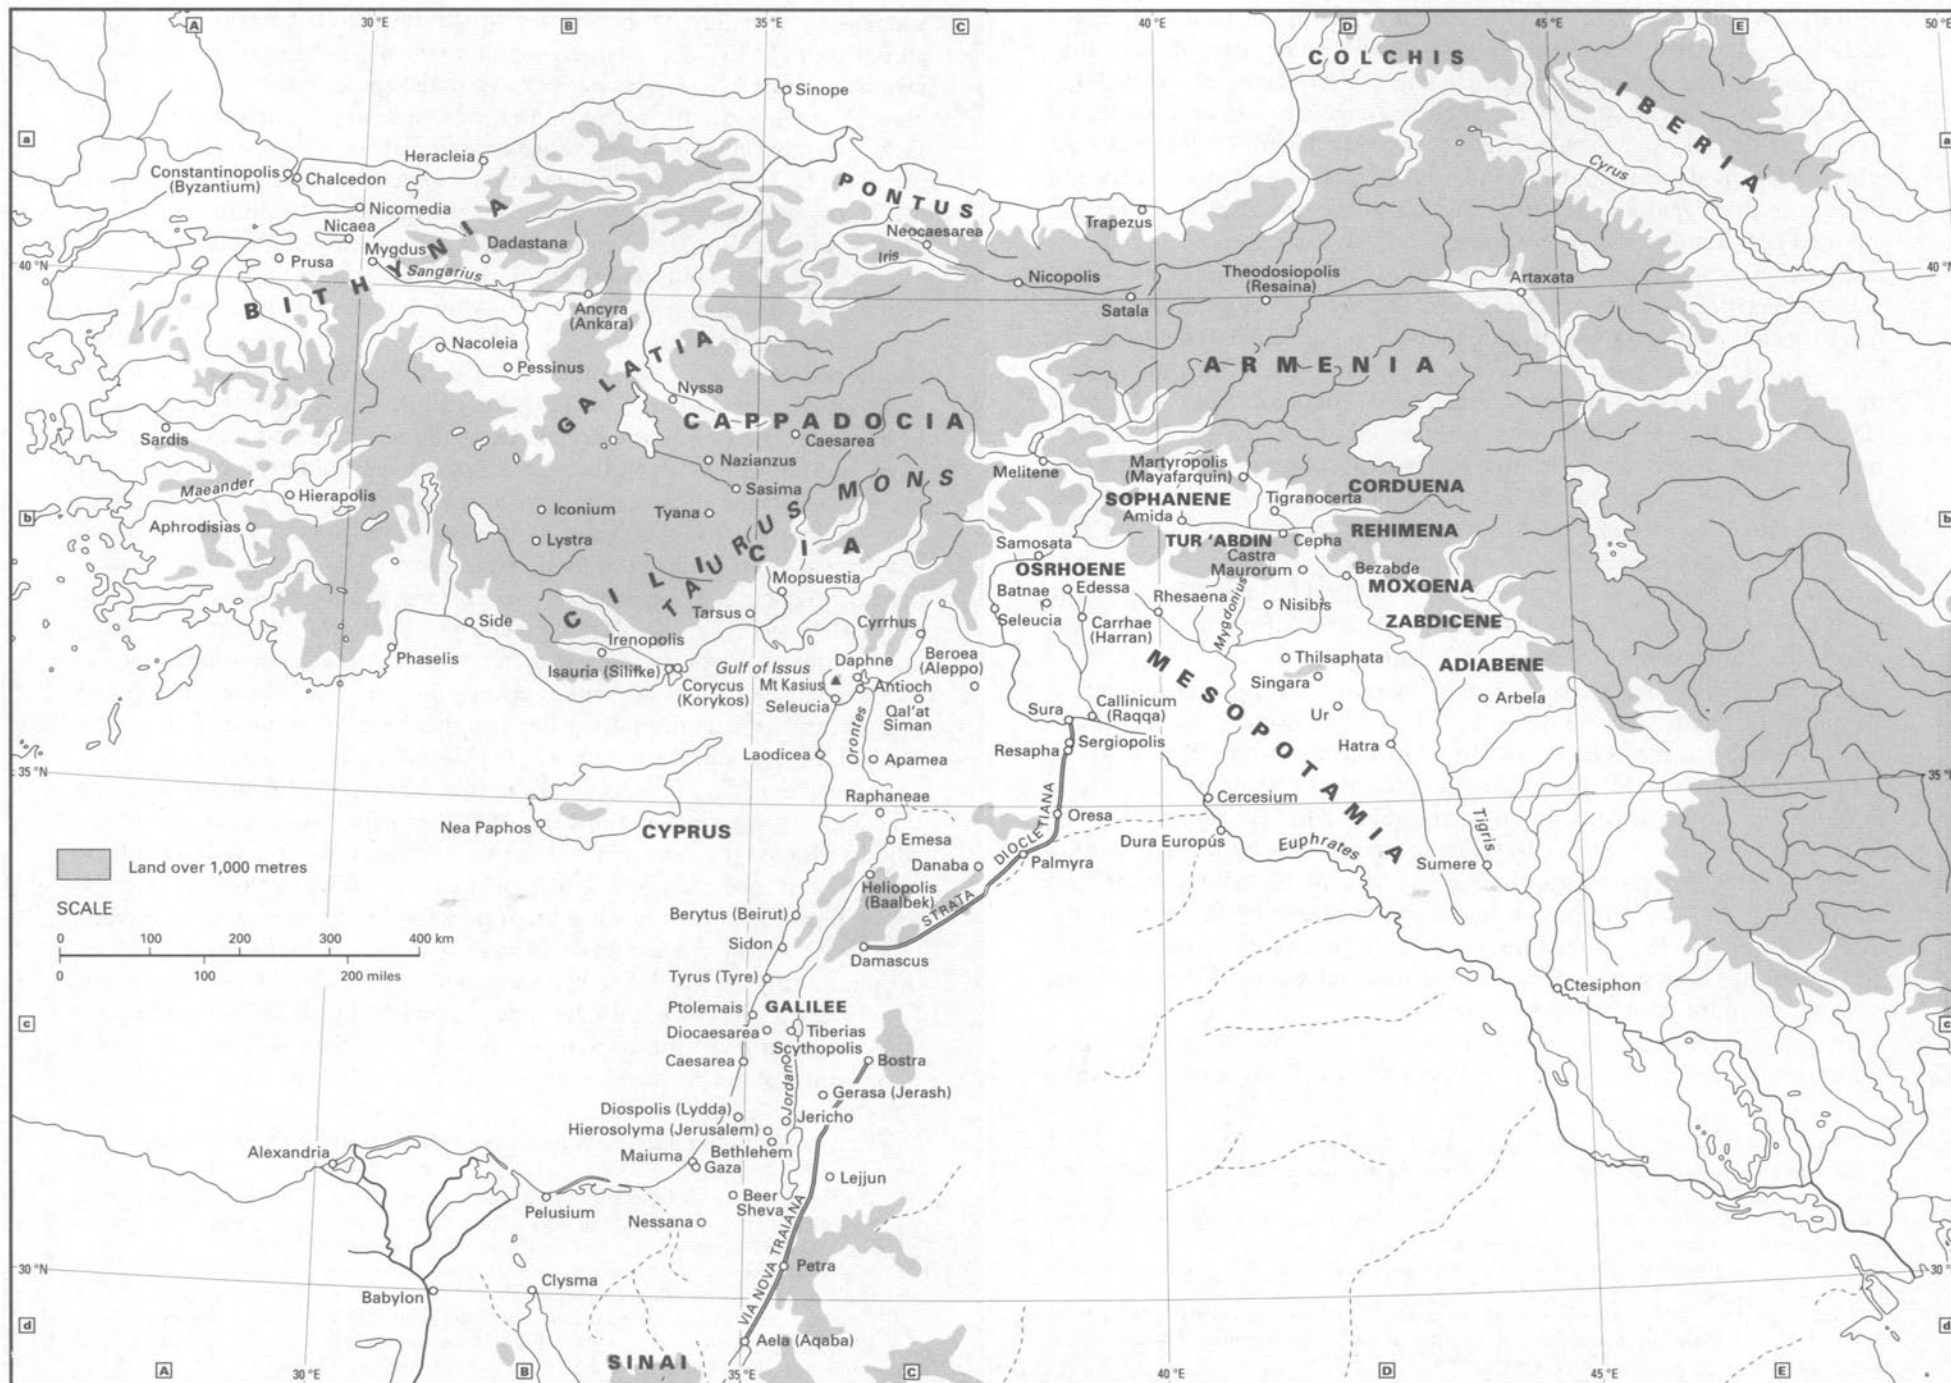 A
30 °E
B
35 °E
C
40 °E
D
45 °E
E
50 °E
COLCHIS
IBERIA
Sinope
a
a
Heracleia
Constantinopolis
(Byzantium)
Chalcedon
Cyrus
PONTUS
Nicomedia
Trapezus
Nicaea
Neocaesarea
Mygdus
Dadastana
Prusa
Sangarius
Iris
40 °N
40 °N
BITHYNIA
Nicopolis
Theodosiopolis
(Resaina)
Artaxata
Ancyra
(Ankara)
Satala
Nacoleia
Pessinus
GALATIA
ARMENIA
Nyssa
CAPPADOCIA
Sardis
Caesarea
Nazianzus
Melitene
Martyropolis
(Mayafarquin)
Maeander
Hierapolis
Sasima
TAURUS MONS
SOPHANENE
Tigranocerta
CORDUENA
b
Aphrodisias
Iconium
Tyana
Amida
b
REHIMENA
Lystra
Samosata
TUR 'ABDIN
Cepha
CILICIA
OSRHOENE
Castra
Maurorum
Bezabde
Mopsuestia
Batnae
Edessa
MOXOENA
Tarsus
Seleucia
Rhesaena
Mygdonius
Nisibis
Side
Cyrrhus
Carrhae
(Harran)
ZABDICENE
Irenopolis
Phaselis
Isauria (Silifke)
Gulf of Issus
Daphne
Beroea
(Aleppo)
MESOPOTAMIA
Thilsaphata
ADIABENE
Corycus
(Korykos)
Mt Kasius
Antioch
Singara
Arbela
Seleucia
Qal'at
Siman
Sura
Callinicum
(Raqqa)
Ur
Orontes
Laodicea
Apamea
Resapha
Sergiopolis
Hatra
35 °N
35 °N
Raphaneae
Cercesium
Nea Paphos
CYPRUS
Emesa
Oresa
Dura Europus
Euphrates
Tigris
Danaba
STRATA DIOCLETIANA
Palmyra
Sumere
Land over 1,000 metres
Heliopolis
(Baalbek)
SCALE
0 100 200 300 400 km
0 100 200 miles
Berytus (Beirut)
Sidon
Damascus
Tyrus (Tyre)
Ctesiphon
Ptolemais
GALILEE
c
c
Diocaesarea
Tiberias
Scythopolis
Caesarea
Bostra
Jordan
Gerasa (Jerash)
Diospolis (Lydda)
Jericho
Hierosolyma (Jerusalem)
Alexandria
Maiuma
Bethlehem
Gaza
Lejjun
Pelusium
Beer
Sheva
Nessana
VIA NOVA TRAIANA
30 °N
30 °
Petra
Clysma
Babylon
d
d
Aela (Aqaba)
SINAI
A
30 °E
B
35 °E
C
40 °E
D
45 °E
E